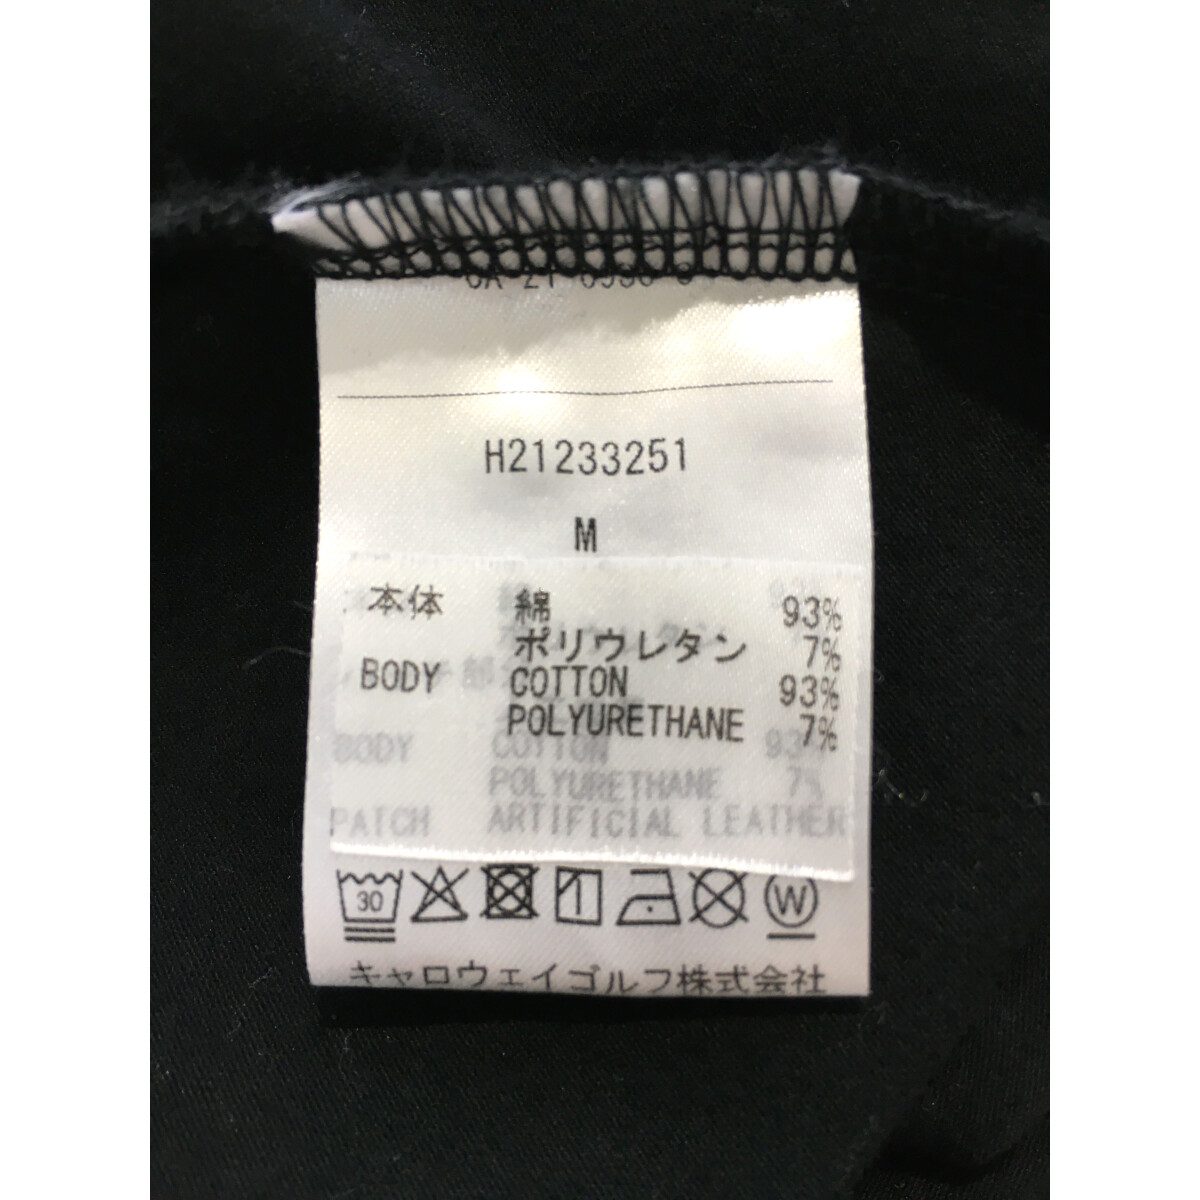 H21233251
M
本体 綿 93%
ポリウレタン 7%
BODY COTTON 93%
POLYURETHANE 7%
BODY COTTON 93%
POLYURETHANE 7%
PATCH ARTIFICIAL LEATHER
30
W
キャロウェイゴルフ株式会社